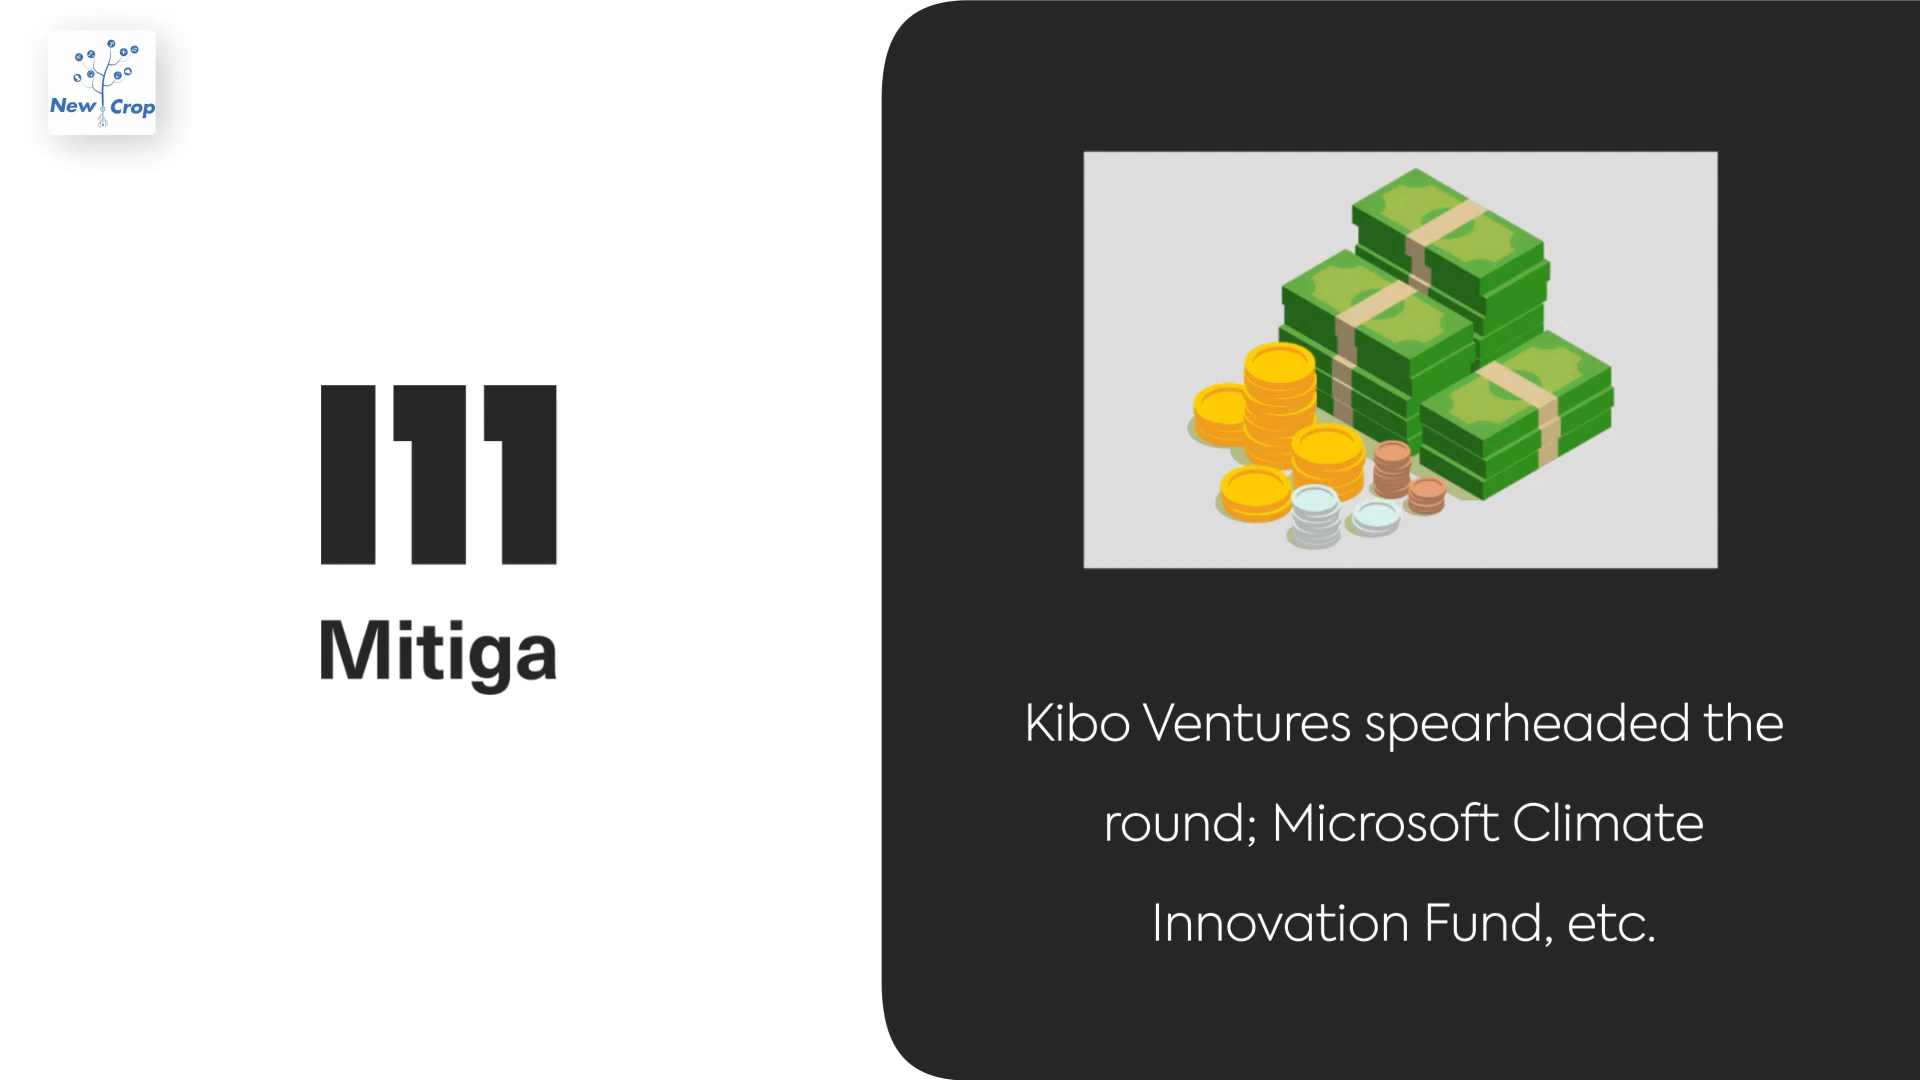 New Crop
Mitiga
Kibo Ventures spearheaded the
round; Microsoft Climate
Innovation Fund, etc.